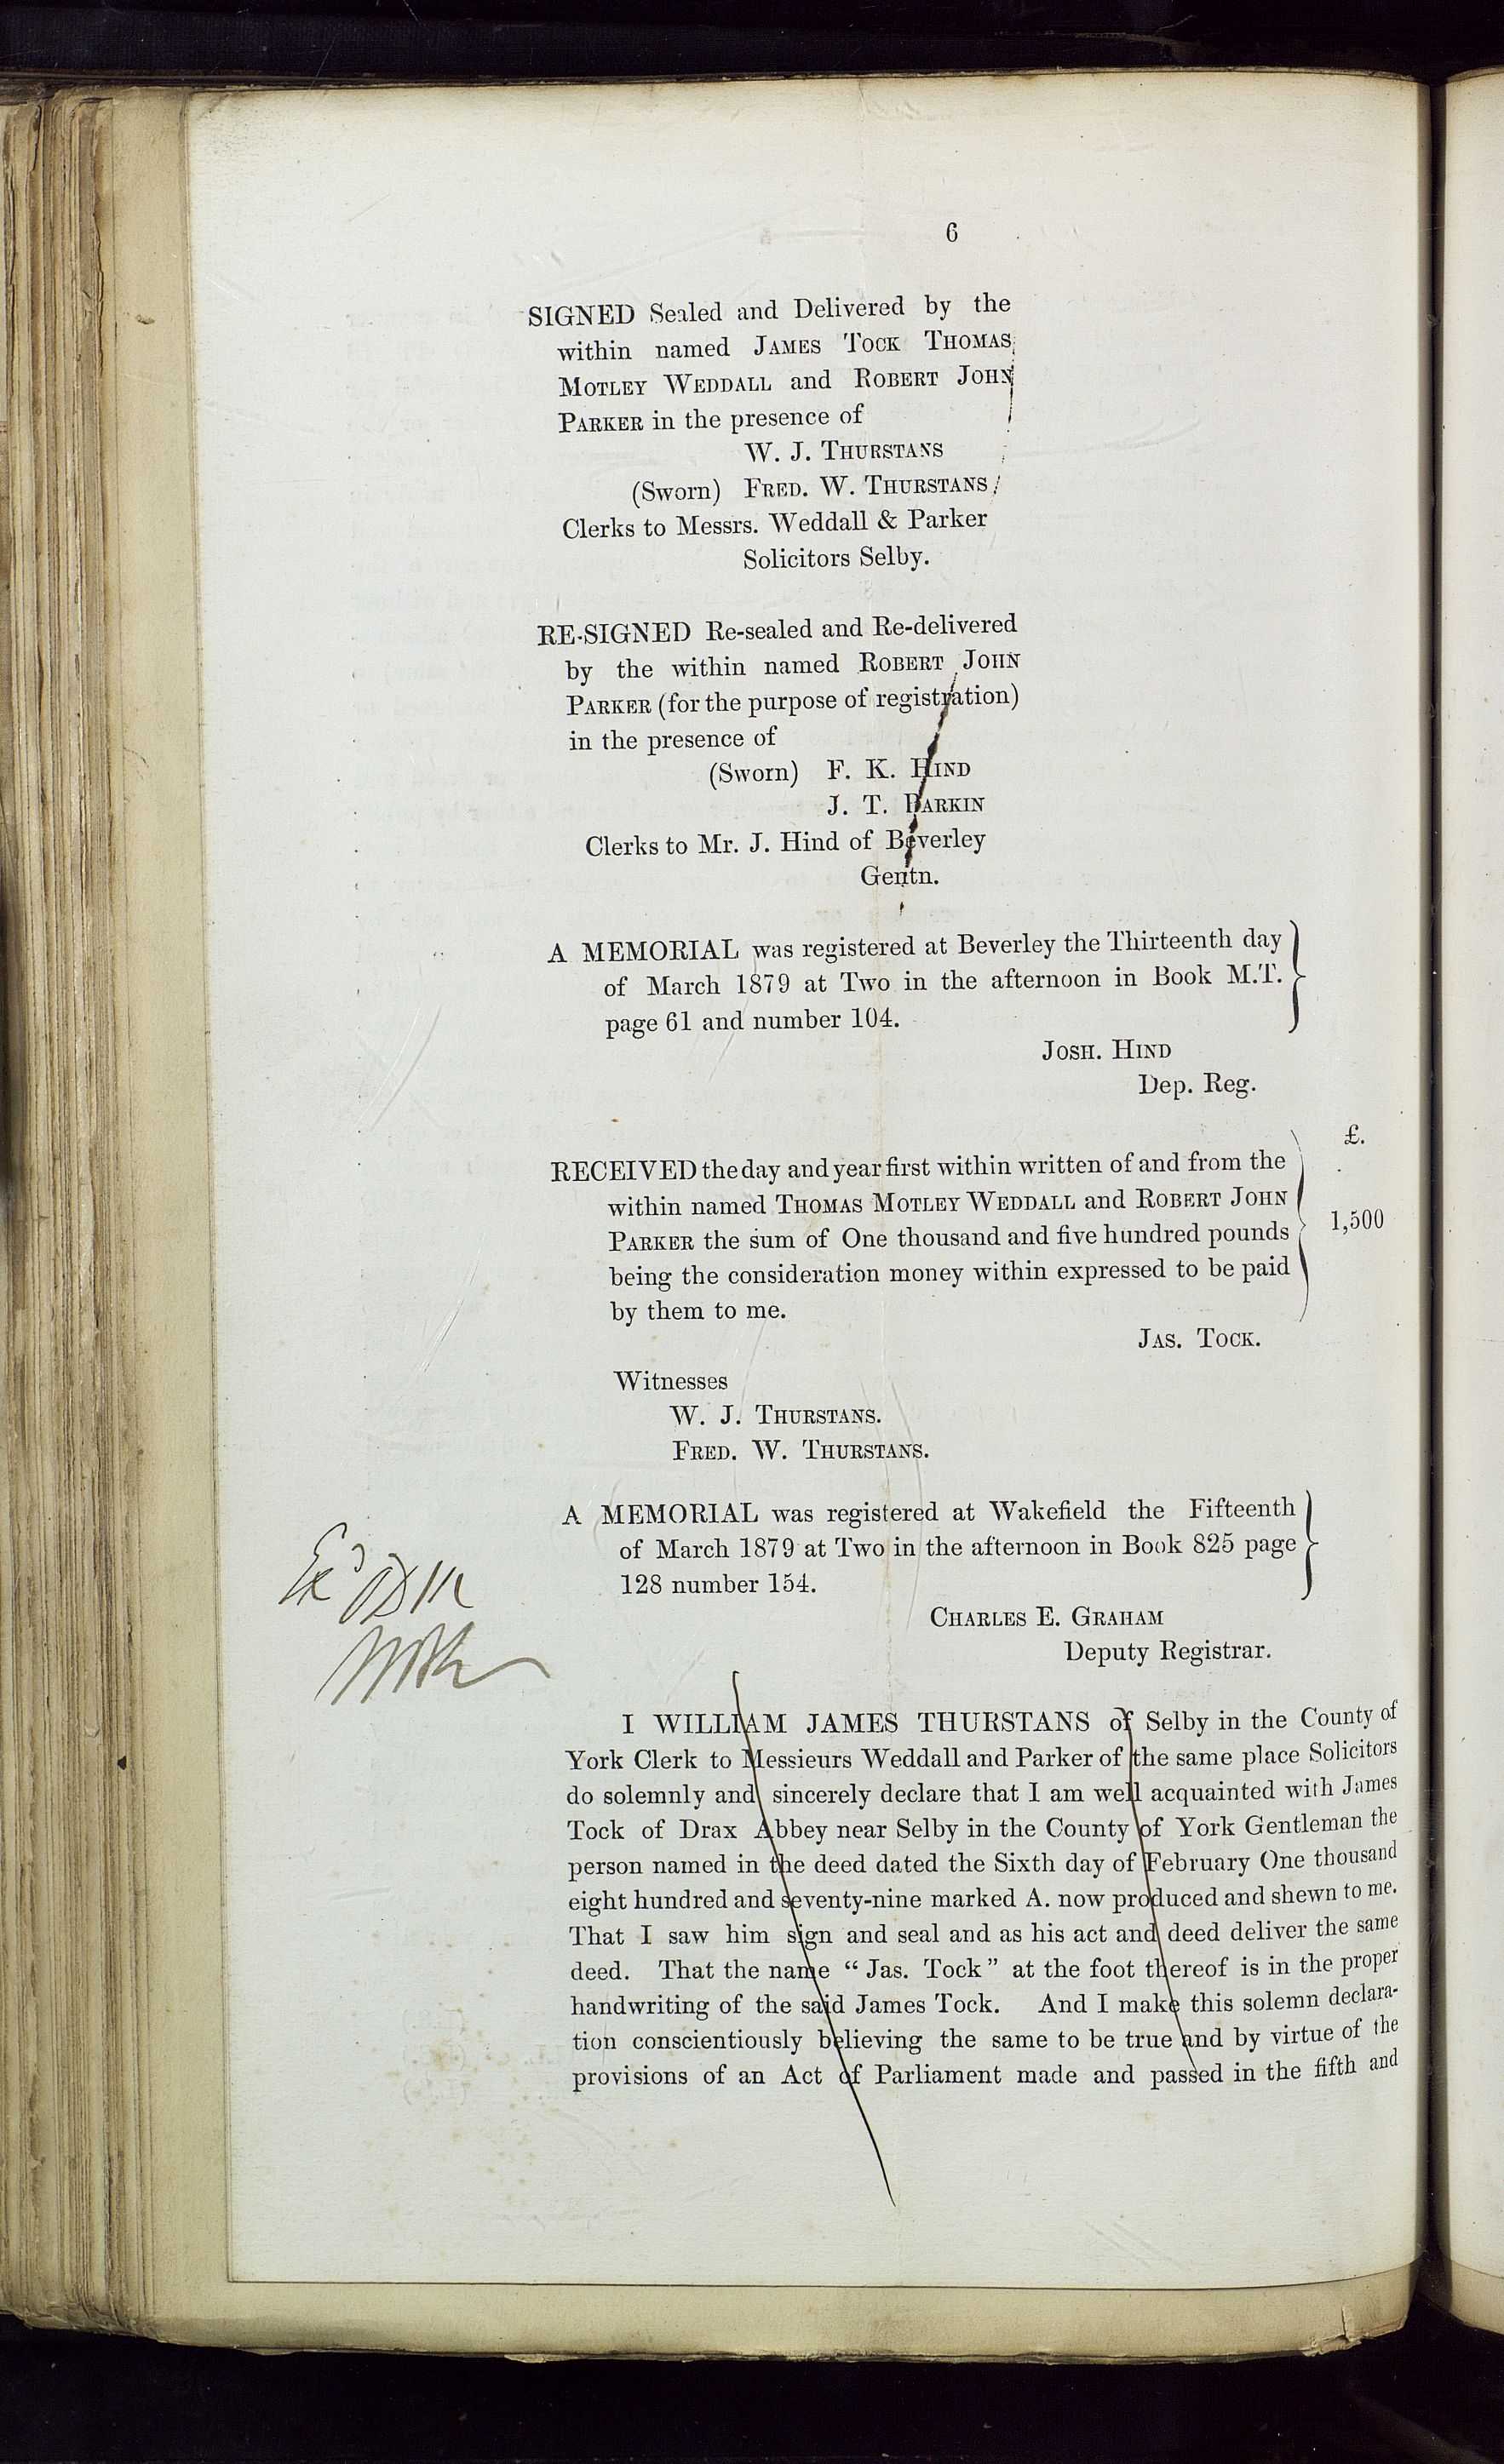 6
SIGNED Sealed and Delivered by the
within named JAMES TOCK THOMAS
MOTLEY WEDDALL and ROBERT JOHN
PARKER in the presence of
W. J. THURSTANS
(Sworn) FRED. W. THURSTANS
Clerks to Messrs. Weddall & Parker
Solicitors Selby.
RE-SIGNED Re-sealed and Re-delivered
by the within named ROBERT JOHN
PARKER (for the purpose of registration)
in the presence of
(Sworn) F. K. HIND
J. T. PARKIN
Clerks to Mr. J. Hind of Beverley
Gentn.
A MEMORIAL was registered at Beverley the Thirteenth day
of March 1879 at Two in the afternoon in Book M.T.
page 61 and number 104.
JOSH. HIND
Dep. Reg.
£.
RECEIVED the day and year first within written of and from the
within named THOMAS MOTLEY WEDDALL and ROBERT JOHN
PARKER the sum of One thousand and five hundred pounds
1,500
being the consideration money within expressed to be paid
by them to me.
JAS. TOCK.
Witnesses
W. J. THURSTANS.
FRED. W. THURSTANS.
A MEMORIAL was registered at Wakefield the Fifteenth
of March 1879 at Two in the afternoon in Book 825 page
128 number 154.
CHARLES E. GRAHAM
Deputy Registrar.
I WILLIAM JAMES THURSTANS of Selby in the County of
York Clerk to Messieurs Weddall and Parker of the same place Solicitors
do solemnly and sincerely declare that I am well acquainted with James
Tock of Drax Abbey near Selby in the County of York Gentleman the
person named in the deed dated the Sixth day of February One thousand
eight hundred and seventy-nine marked A. now produced and shewn to me.
That I saw him sign and seal and as his act and deed deliver the same
deed. That the name “ Jas. Tock ” at the foot thereof is in the proper
handwriting of the said James Tock. And I make this solemn declara-
tion conscientiously believing the same to be true and by virtue of the
provisions of an Act of Parliament made and passed in the fifth and